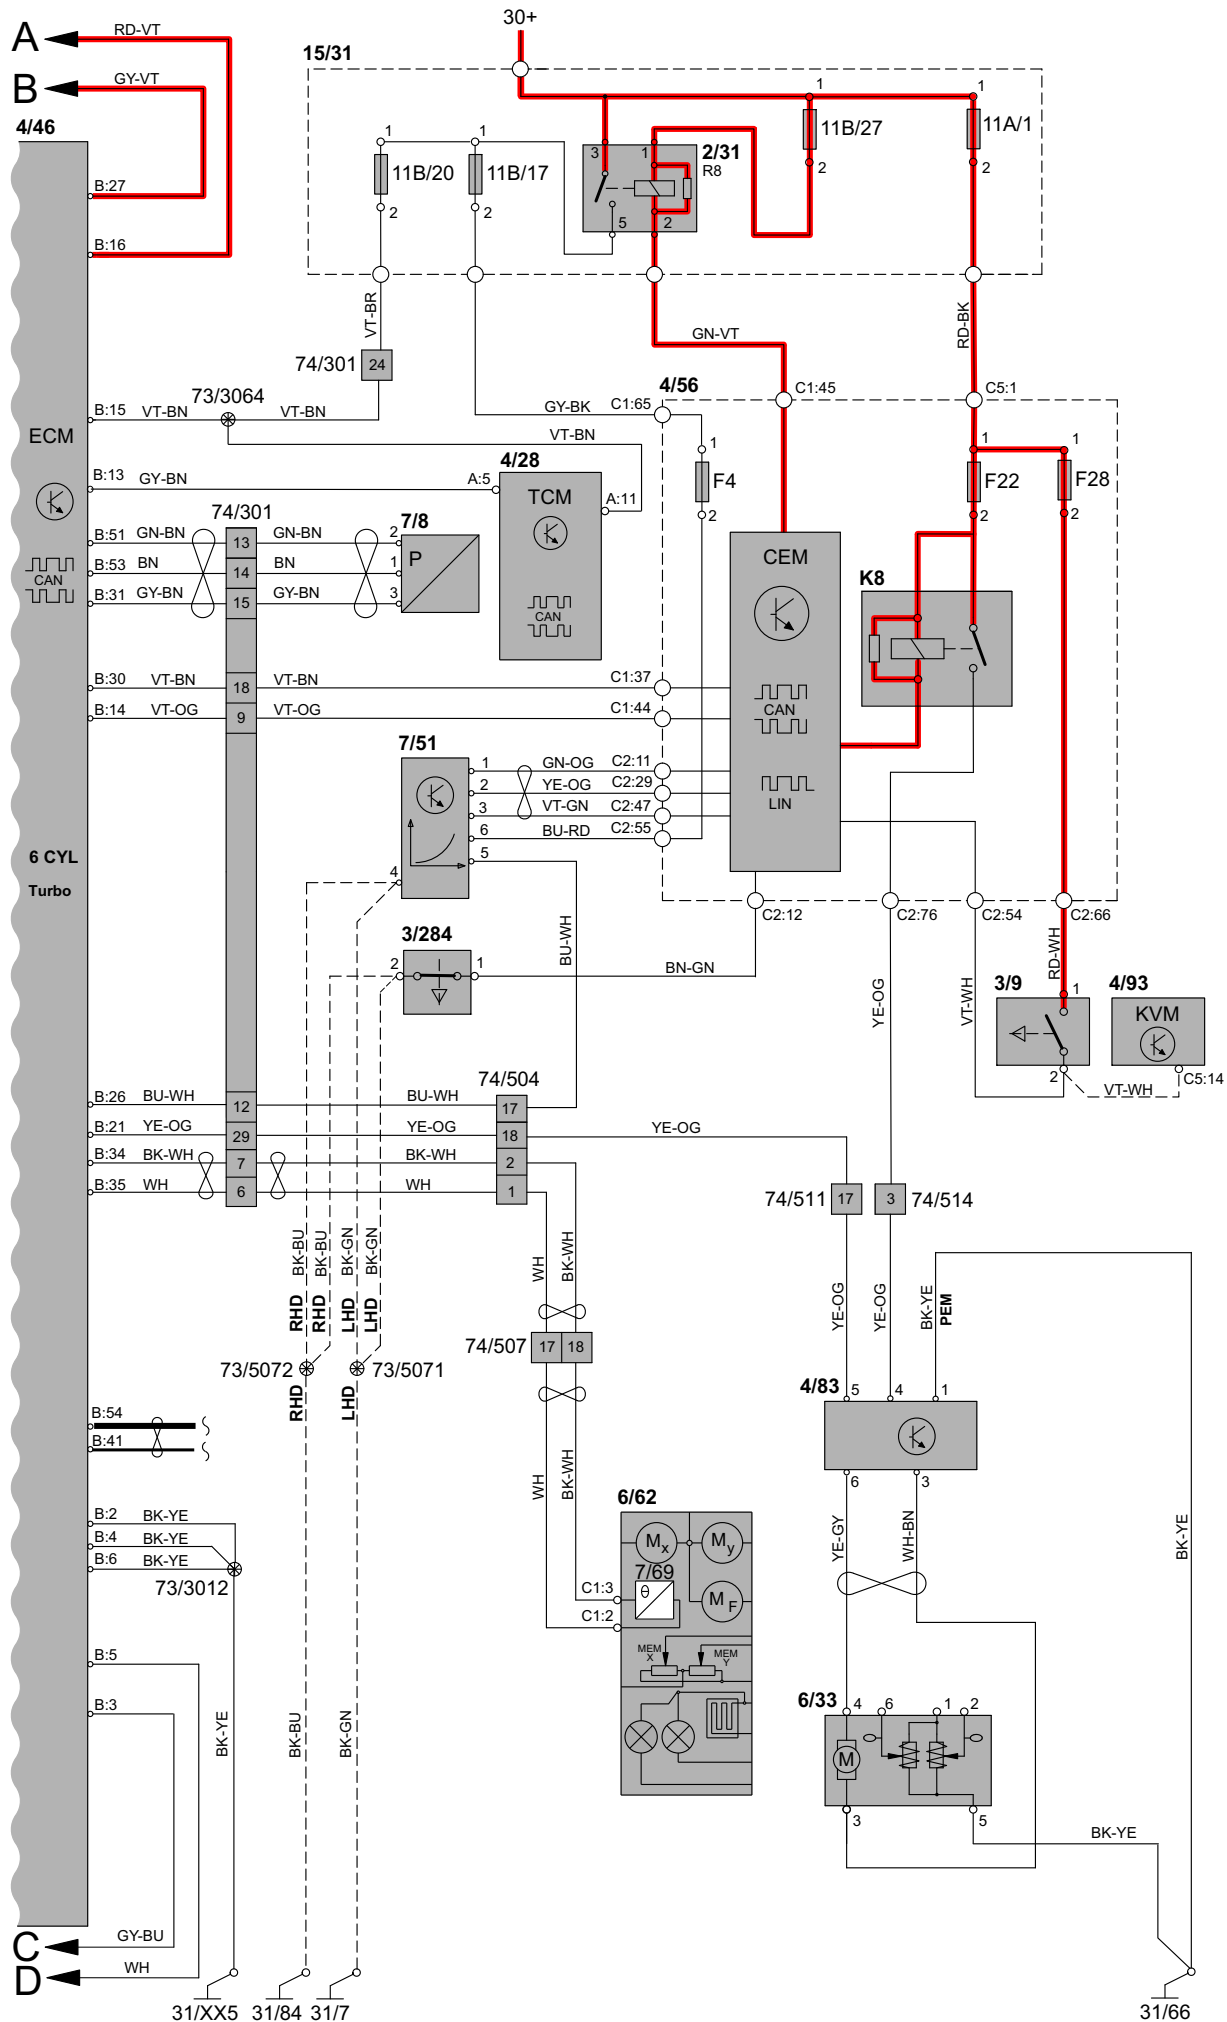 30+
A
RD-VT
15/31
B
GY-VT
1
1
4/46
1
1
11B/27
11A/1
3
1
2/31
R8
11B/20
11B/17
2
2
B:27
2
2
5
2
B:16
VT-BR
RD-BK
GN-VT
74/301
24
73/3064
4/56
C1:45
C5:1
B:15
VT-BN
VT-BN
GY-BK
C1:65
ECM
VT-BN
1
1
1
4/28
B:13
GY-BN
A:5
TCM
A:11
F4
F22
F28
74/301
7/8
2
2
2
B:51
GN-BN
13
GN-BN
2
P
CEM
B:53
BN
14
BN
1
CAN
K8
B:31
GY-BN
15
GY-BN
3
CAN
B:30
VT-BN
18
VT-BN
C1:37
B:14
VT-OG
9
VT-OG
C1:44
CAN
7/51
1
GN-OG
C2:11
2
YE-OG
C2:29
3
VT-GN
C2:47
LIN
6
BU-RD
C2:55
5
6 CYL
Turbo
4
C2:12
C2:76
C2:54
C2:66
3/284
BU-WH
2
1
BN-GN
YE-OG
VT-WH
RD-WH
3/9
4/93
1
KVM
2
C5:14
VT-WH
74/504
B:26
BU-WH
12
BU-WH
17
B:21
YE-OG
29
YE-OG
18
YE-OG
B:34
BK-WH
7
BK-WH
2
B:35
WH
6
WH
1
74/511
17
3
74/514
BK-BU
BK-BU
BK-GN
BK-GN
WH
BK-WH
RHD
RHD
LHD
LHD
YE-OG
YE-OG
BK-YE
PEM
74/507
17
18
73/5072
73/5071
RHD
LHD
4/83
5
4
1
B:54
B:41
WH
BK-WH
6
3
6/62
B:2
BK-YE
B:4
BK-YE
B:6
BK-YE
73/3012
Mx
My
7/69
YE-GY
WH-BN
BK-YE
C1:3
θ
MF
C1:2
B:5
MEM
X
MEM
Y
B:3
BK-YE
BK-BU
BK-GN
6/33
4
6
1
2
M
3
5
BK-YE
C
GY-BU
D
WH
31/XX5
31/84
31/7
31/66